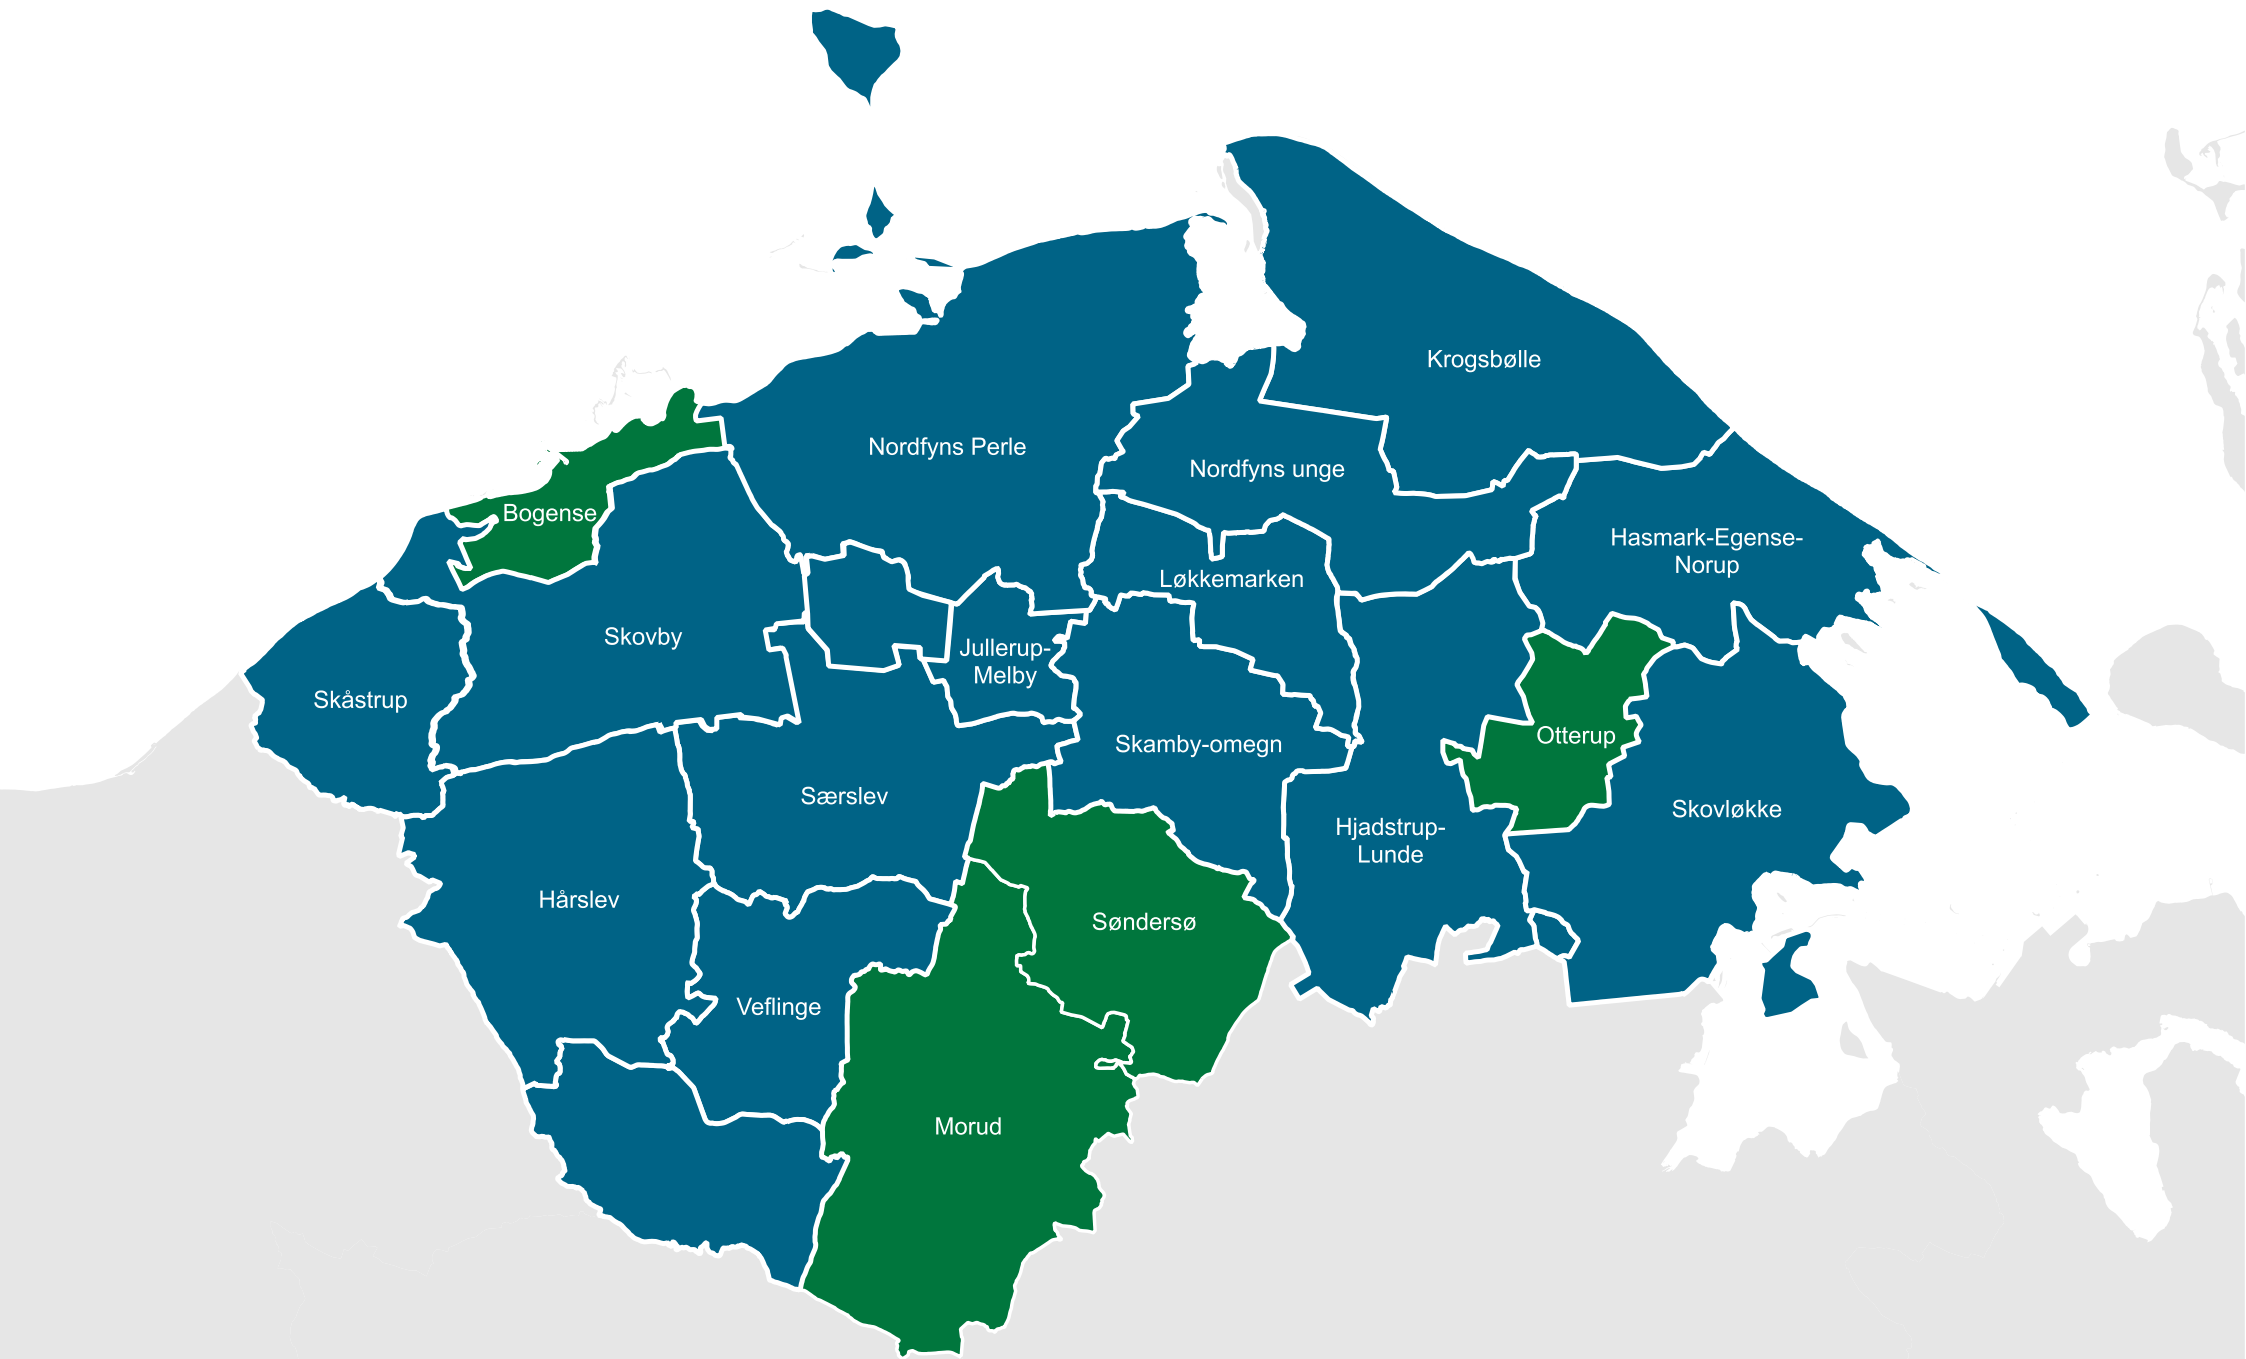 Krogsbølle
Nordfyns Perle
Nordfyns unge
Bogense
Hasmark-Egense-
Norup
Løkkemarken
Skovby
Jullerup-
Melby
Skåstrup
Otterup
Skamby-omegn
Særslev
Skovløkke
Hjadstrup-
Lunde
Hårslev
Søndersø
Veflinge
Morud